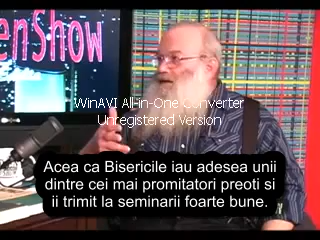 enShow
WinAVI All-in-One Converter
Unregistered Version
Acea ca Bisericile iau adesea unii
dintre cei mai promitatori preoti si
ii trimit la seminarii foarte bune.